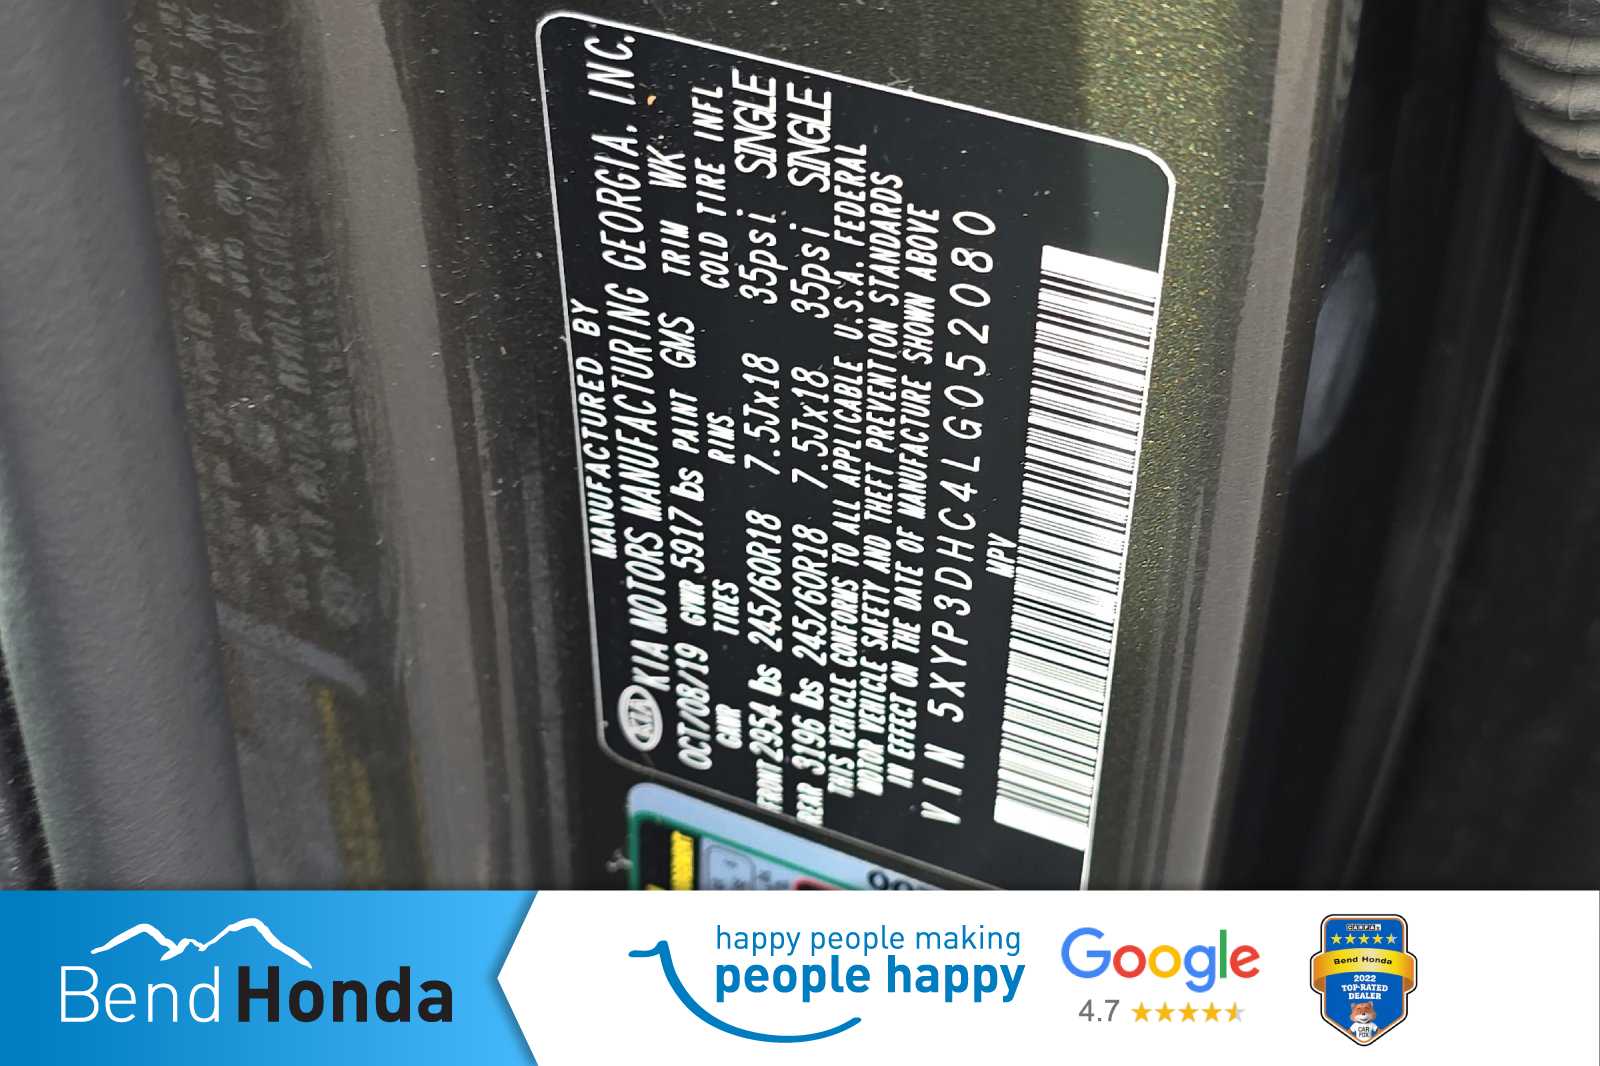 MANUFACTURED BY
KIA KIA MOTORS MANUFACTURING GEORGIA. INC.
OCT/08/19 GVWR 5917 lbs PAINT GMS TRIM WK
GAWR TIRES RIMS COLD TIRE INFL
FRONT 2954 lbs 245/60R18 7.5Jx18 35psi SINGLE
REAR 3196 lbs 245/60R18 7.5Jx18 35psi SINGLE
THIS VEHICLE CONFORMS TO ALL APPLICABLE U.S.A. FEDERAL
MOTOR VEHICLE SAFETY AND THEFT PREVENTION STANDARDS
IN EFFECT ON THE DATE OF MANUFACTURE SHOWN ABOVE
VIN 5XYP3DHC4LG052080
MPV
Bend Honda
happy people making
people happy
Google
4.7
CARFAX
Bend Honda
2022
TOP-RATED
DEALER
CAR
FOX